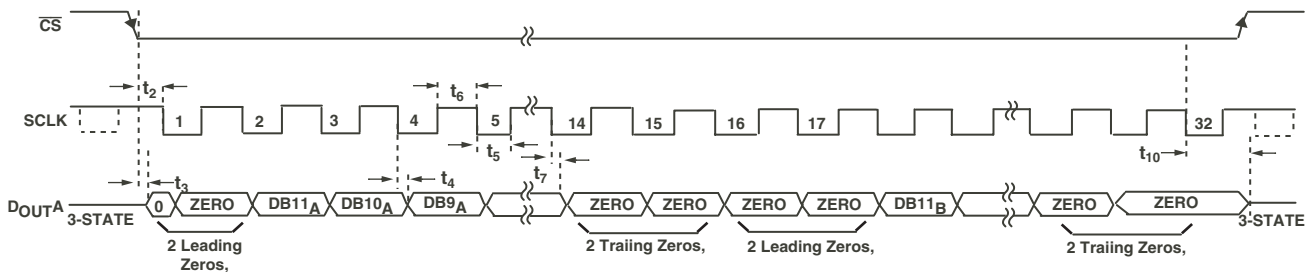 CS
t2
t6
SCLK
1
2
3
4
5
14
15
16
17
32
t5
t10
t3
t4
t7
DOUTA
3-STATE
0
ZERO
DB11A
DB10A
DB9A
ZERO
ZERO
ZERO
ZERO
DB11B
ZERO
ZERO
3-STATE
2 Leading
Zeros,
2 Traiing Zeros,
2 Leading Zeros,
2 Traiing Zeros,